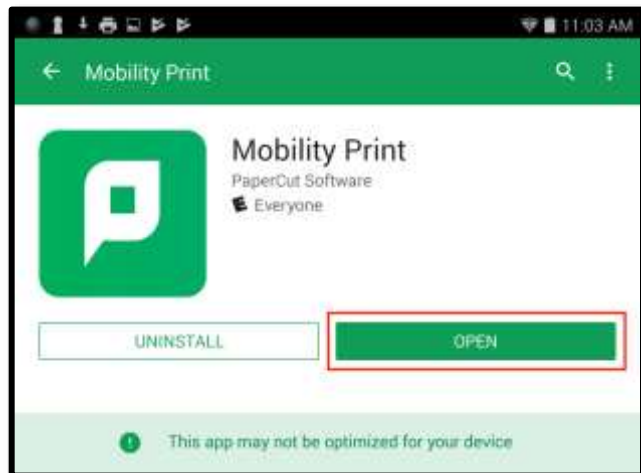 11:03 AM
Mobility Print
Mobility Print
PaperCut Software
Everyone
UNINSTALL
OPEN
This app may not be optimized for your device